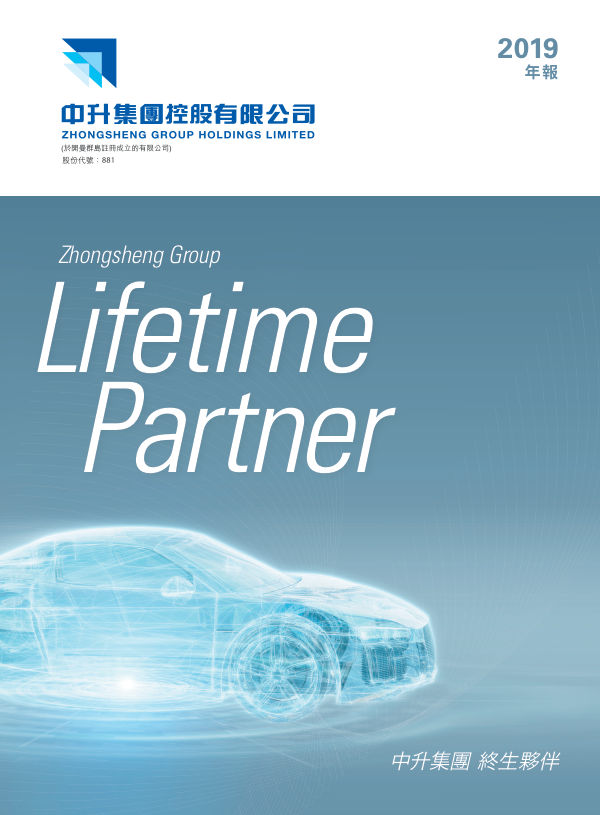 2019
年報
中升集團控股有限公司
ZHONGSHENG GROUP HOLDINGS LIMITED
(於開曼群島註冊成立的有限公司)
股份代號：881
Zhongsheng Group
Lifetime
Partner
中升集團 終生夥伴